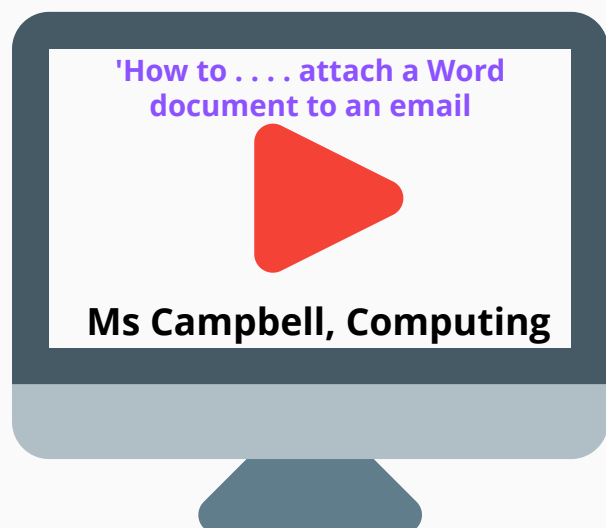 'How to . . . . attach a Word
document to an email
Ms Campbell, Computing